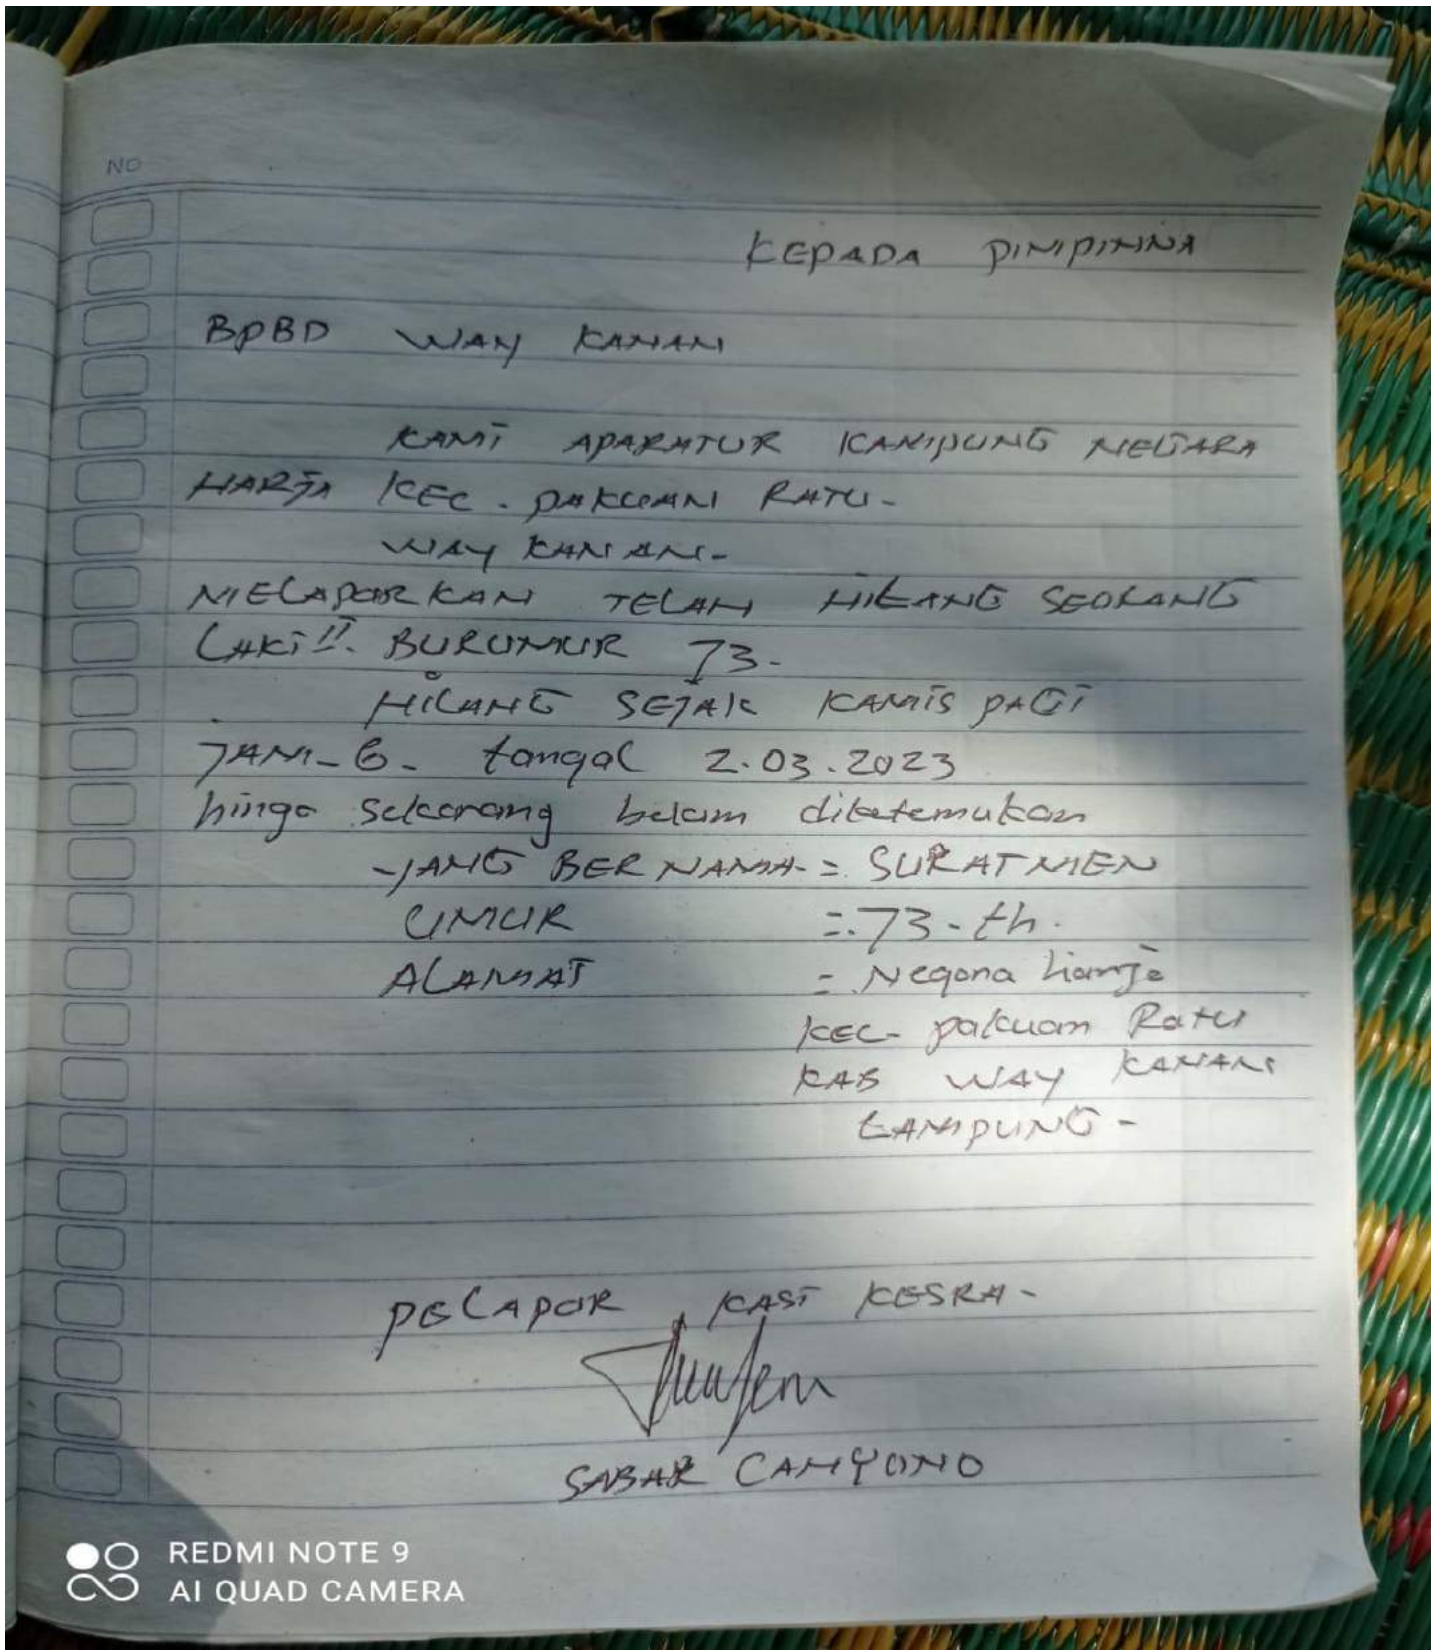 NO
KEPADA PIMPINNA
BPBD WAY KANAN
KAMI APARATUR KAMPUNG NEGARA
HARJA KEC. PAKUAN RATU-
WAY KANAN-
MELAPORKAN TELAH HILANG SEORANG
LAKI II. BURUMUR 73-
HILANG SEJAK KAMIS PAGI
JAM-6- tangal 2.03.2023
hinga sekarang belum diketemukan
-YANG BERNAMA- = SURATMEN
UMUR =.73-th.
ALAMAT = Negara Harja
KEC- pakuan Ratu
KAB WAY KANAN
LAMPUNG-
PELAPOR, KASI KESRA-
SABAR CAHYONO
REDMI NOTE 9
AI QUAD CAMERA